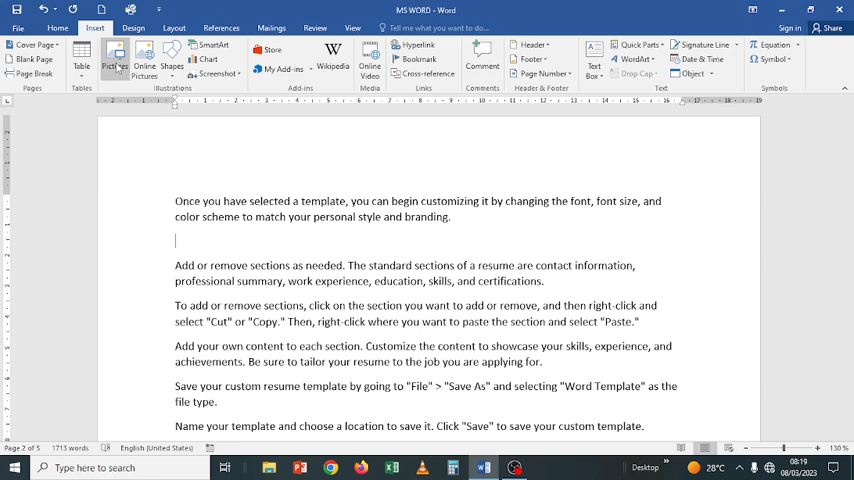 MS WORD - Word
File Home Insert Design Layout References Mailings Review View Tell me what you want to do... Sign in Share
Cover Page Blank Page Page Break Pages
Table Tables
Pictures Online Pictures Shapes SmartArt Chart Screenshot Illustrations
Store My Add-ins Wikipedia Add-ins
Online Video Media
Hyperlink Bookmark Cross-reference Links
Comment Comments
Header Footer Page Number Header & Footer
Text Box Quick Parts WordArt Drop Cap Signature Line Date & Time Object Text
Equation Symbol Symbols
Once you have selected a template, you can begin customizing it by changing the font, font size, and
color scheme to match your personal style and branding.
Add or remove sections as needed. The standard sections of a resume are contact information,
professional summary, work experience, education, skills, and certifications.
To add or remove sections, click on the section you want to add or remove, and then right-click and
select "Cut" or "Copy." Then, right-click where you want to paste the section and select "Paste."
Add your own content to each section. Customize the content to showcase your skills, experience, and
achievements. Be sure to tailor your resume to the job you are applying for.
Save your custom resume template by going to "File" > "Save As" and selecting "Word Template" as the
file type.
Name your template and choose a location to save it. Click "Save" to save your custom template.
Page 2 of 5 1713 words English (United States) 130 %
Type here to search Desktop 28°C 08:19
08/03/2023